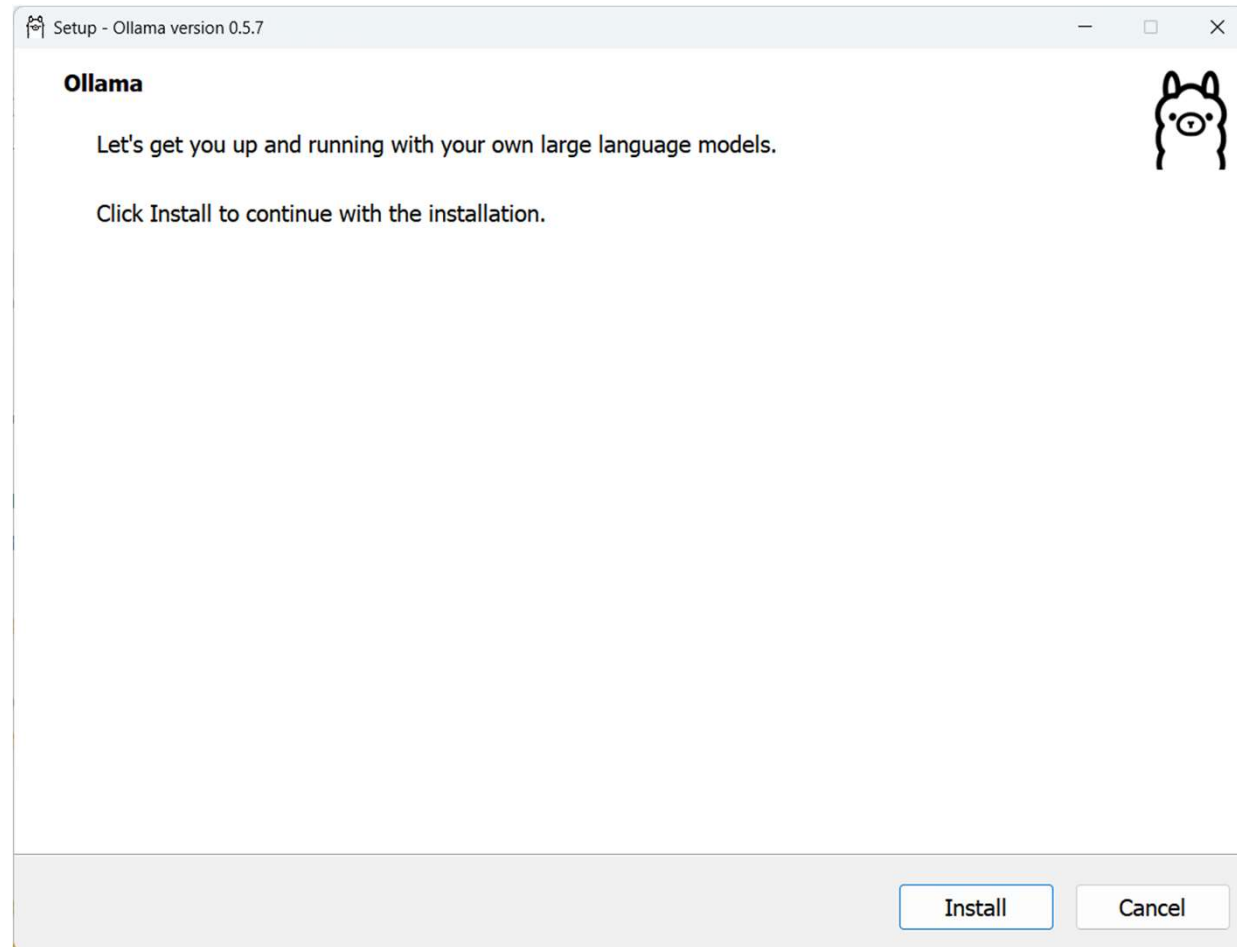 Setup - Ollama version 0.5.7
Ollama
Let's get you up and running with your own large language models.
Click Install to continue with the installation.
Install
Cancel